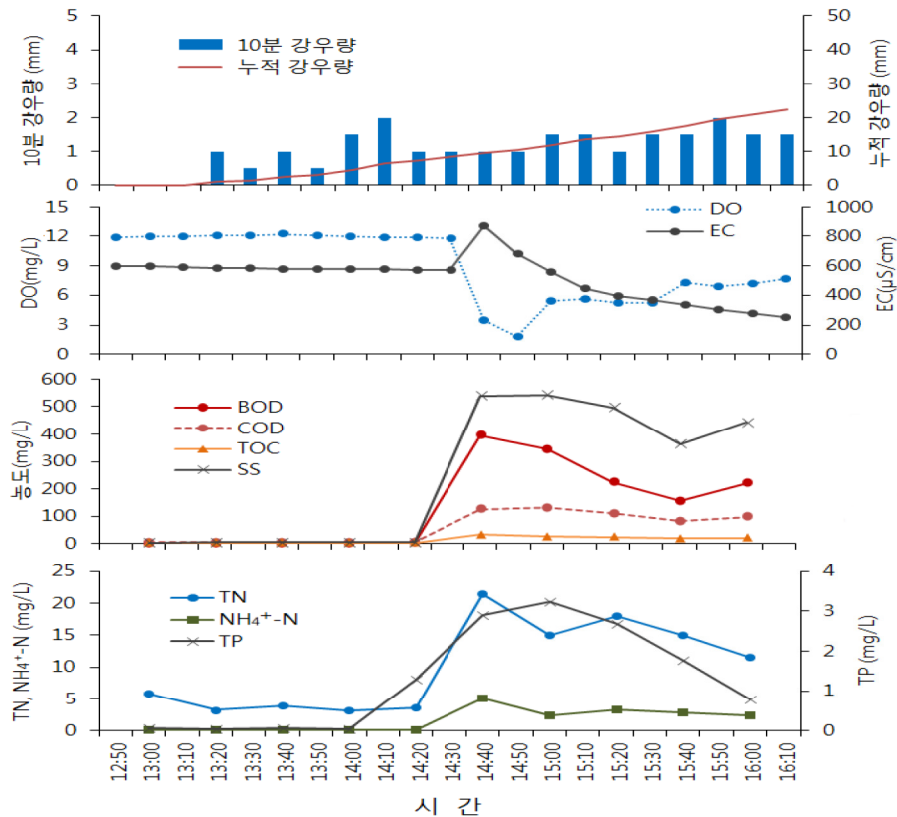 5 50
10분 강우량
4 40
누적 강우량
3 30
2 20
1 10
0 0
10분 강우량 (mm)
누적 강우량 (mm)
15 1000
DO
12 800
EC
9 600
6 400
3 200
0 0
DO(mg/L)
EC(µS/cm)
600
500
BOD
400
COD
300
TOC
200
SS
100
0
농도(mg/L)
25 4
TN
20
NH₄⁺-N
3
15
TP
2
10
5 1
0 0
TN, NH₄⁺-N (mg/L)
TP (mg/L)
12:50 13:00 13:10 13:20 13:30 13:40 13:50 14:00 14:10 14:20 14:30 14:40 14:50 15:00 15:10 15:20 15:30 15:40 15:50 16:00 16:10
시 간